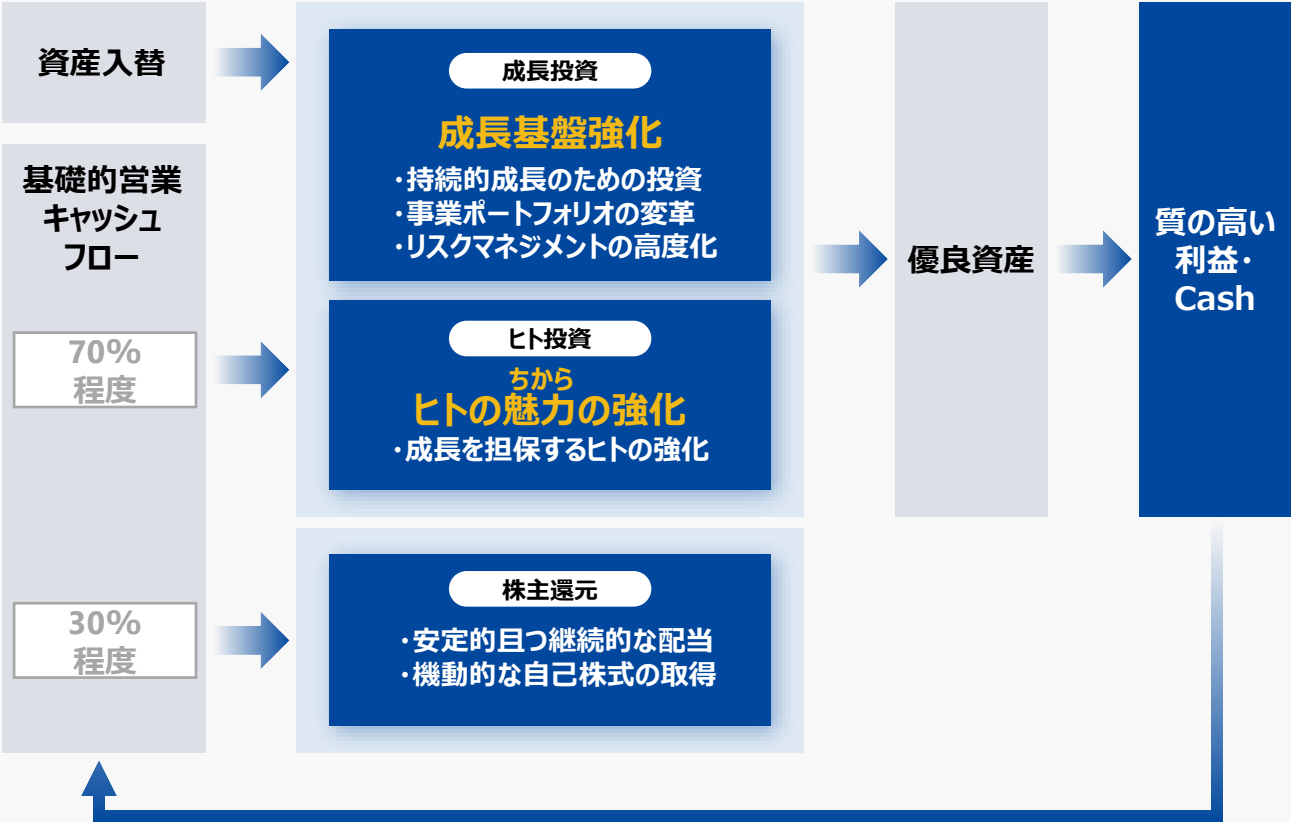 資産入替
基礎的営業
キャッシュ
フロー
70%
程度
30%
程度
成長投資
成長基盤強化
・持続的成長のための投資
・事業ポートフォリオの変革
・リスクマネジメントの高度化
ヒト投資
ちから
ヒトの魅力の強化
・成長を担保するヒトの強化
株主還元
・安定的且つ継続的な配当
・機動的な自己株式の取得
優良資産
質の高い
利益・
Cash